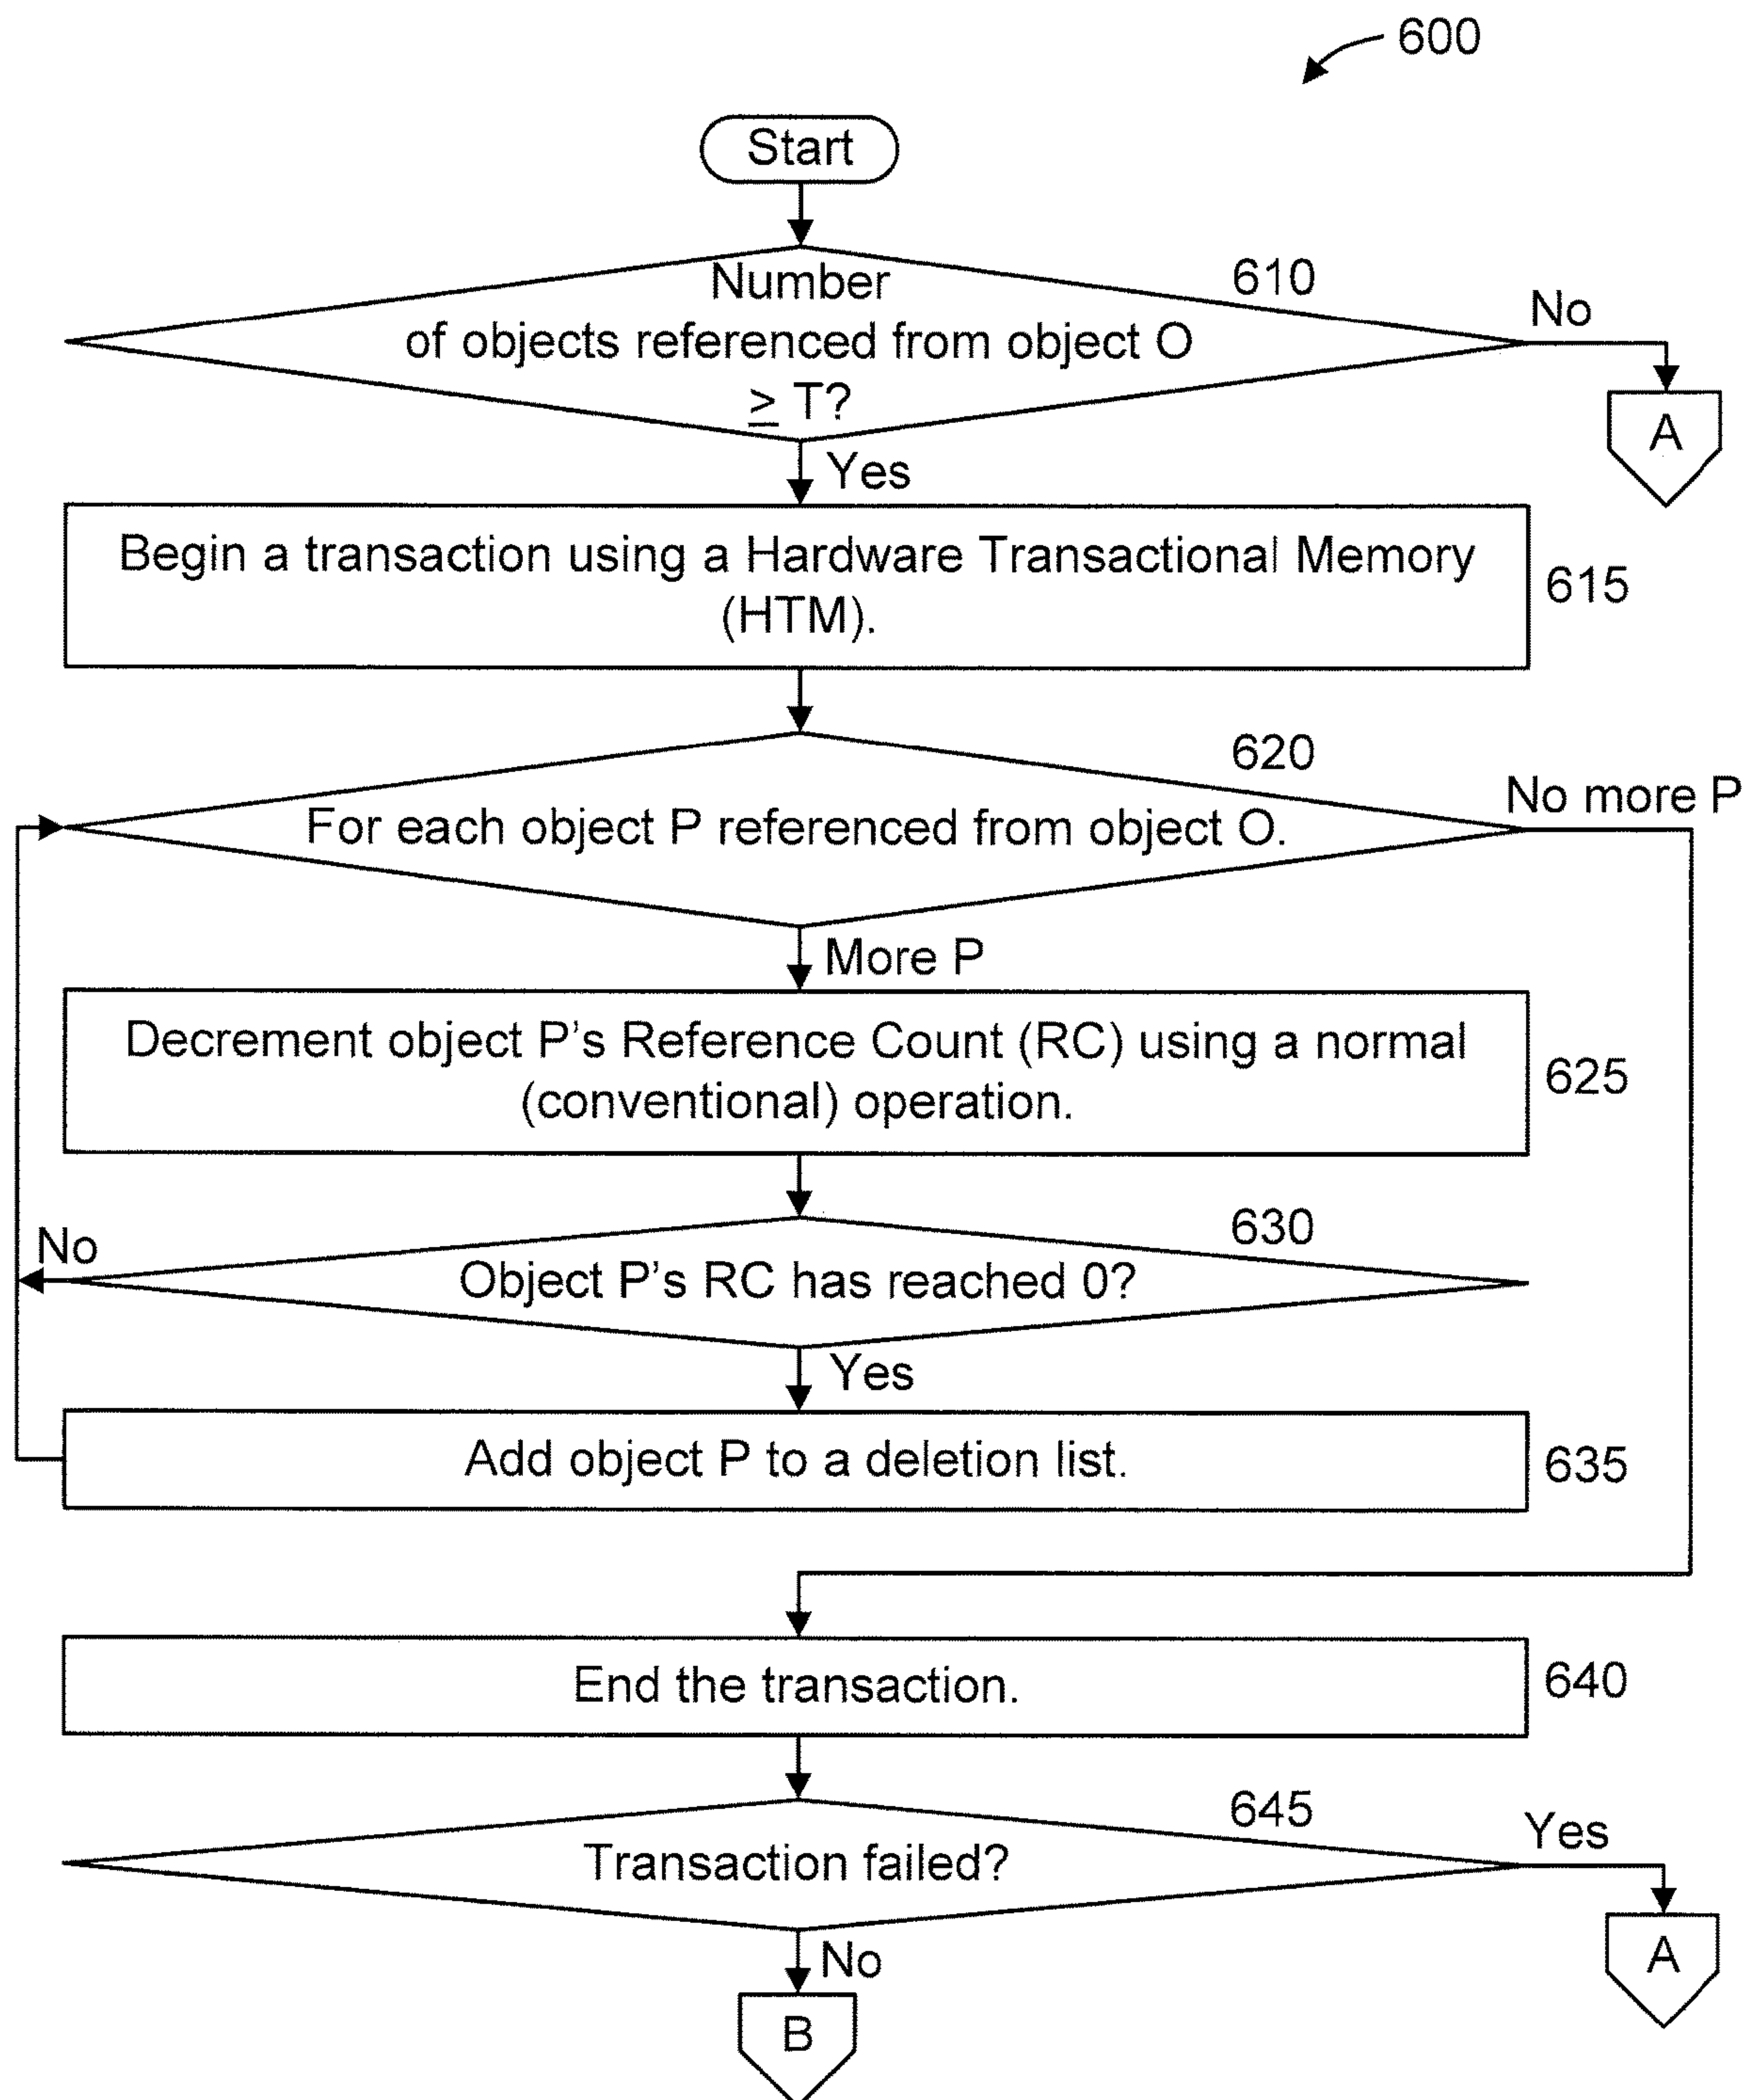 600
Start
Number
610
of objects referenced from object O
No
≥ T?
A
Yes
Begin a transaction using a Hardware Transactional Memory
(HTM).
615
620
No more P
For each object P referenced from object O.
More P
Decrement object P's Reference Count (RC) using a normal
(conventional) operation.
625
630
No
Object P's RC has reached 0?
Yes
Add object P to a deletion list.
635
End the transaction.
640
645
Yes
Transaction failed?
A
No
B